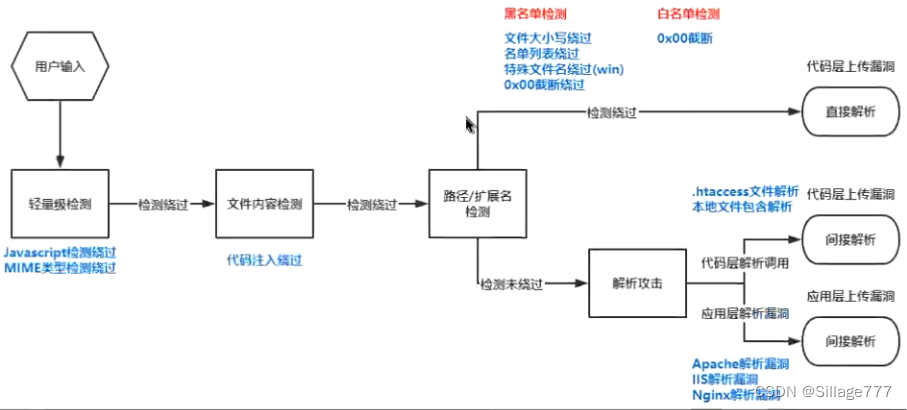 黑名单检测
白名单检测
文件大小写绕过
名单列表绕过
特殊文件名绕过(win)
0x00截断绕过
0x00截断
用户输入
代码层上传漏洞
直接解析
检测绕过
轻量级检测
检测绕过
文件内容检测
检测绕过
路径/扩展名
检测
Javascript检测绕过
MIME类型检测绕过
代码注入绕过
.htaccess文件解析
本地文件包含解析
代码层上传漏洞
间接解析
检测未绕过
解析攻击
代码层解析调用
应用层解析漏洞
应用层上传漏洞
间接解析
Apache解析漏洞
IIS解析漏洞
Nginx解析漏洞
CSDN @Sillage777